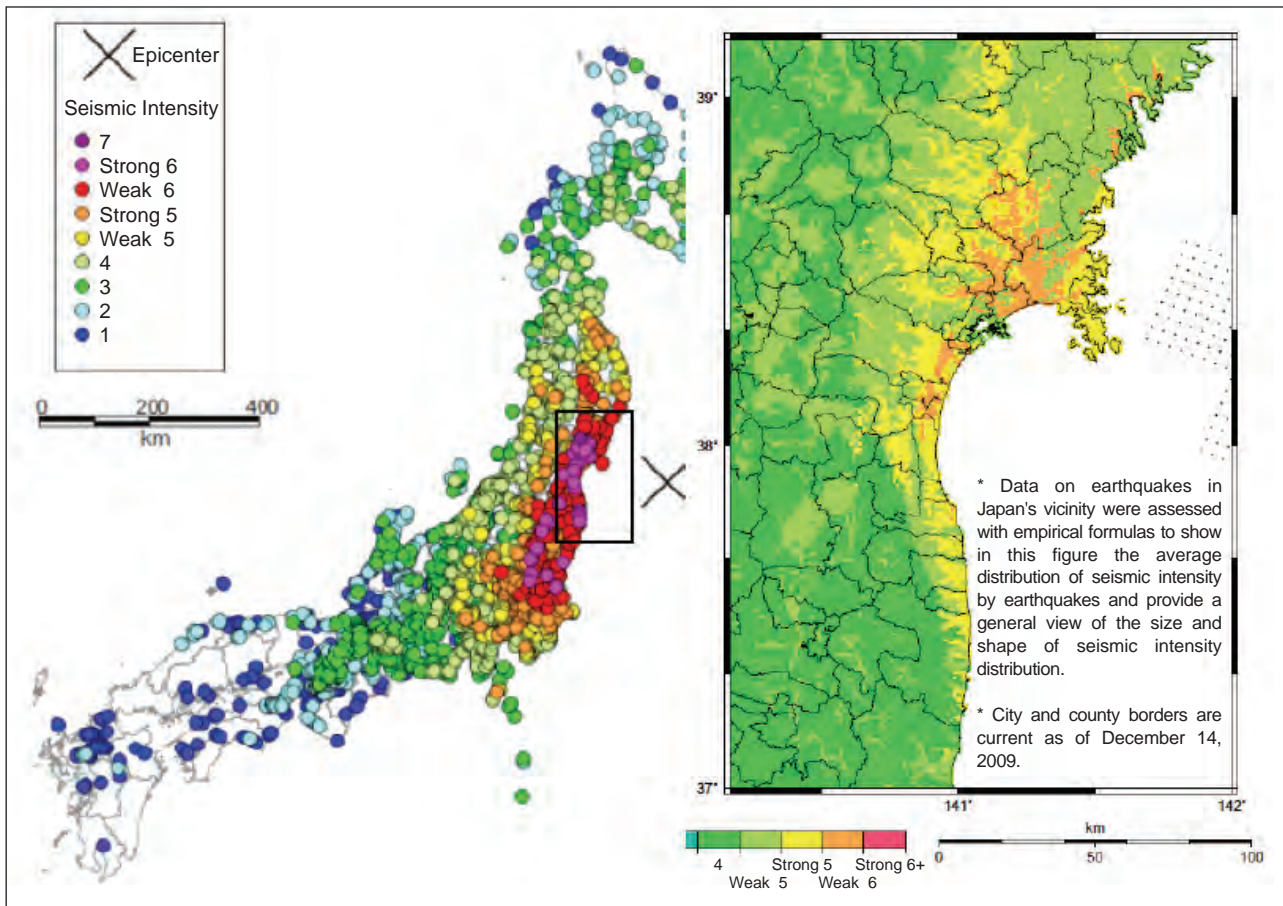 Epicenter
Seismic Intensity
7
Strong 6
Weak 6
Strong 5
Weak 5
4
3
2
1
0 200 400
km
39°
38°
37°
141° 142°
* Data on earthquakes in
Japan's vicinity were assessed
with empirical formulas to show
in this figure the average
distribution of seismic intensity
by earthquakes and provide a
general view of the size and
shape of seismic intensity
distribution.
* City and county borders are
current as of December 14,
2009.
4 Strong 5 Strong 6+
Weak 5 Weak 6
km
0 50 100